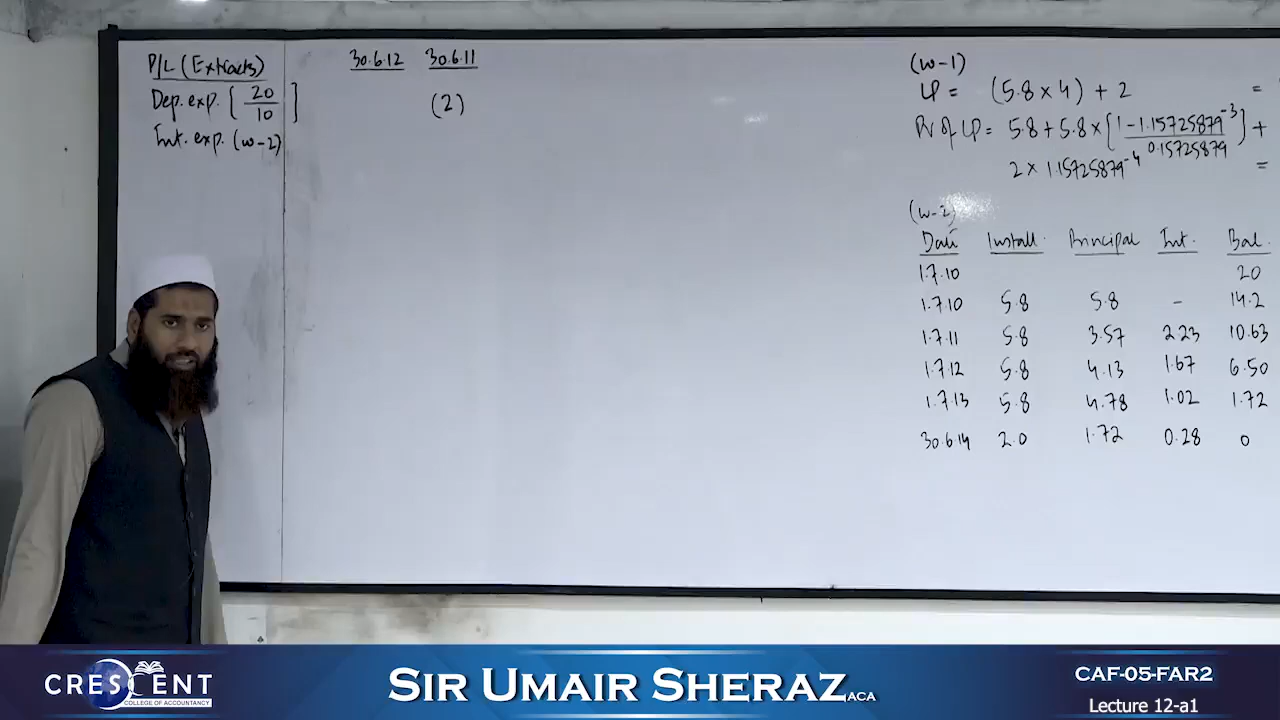 P/L (Extracts) 30.6.12 30.6.11
Dep. exp. [20/10] (2)
Int. exp. (w-2)
(w-1)
LP = (5.8 × 4) + 2 =
PV of LP = 5.8 + 5.8 × [1 - 1.15725879^-3 / 0.15725879] +
2 × 1.15725879^-4 =
(w-2)
Date Install. Principal Int. Bal.
1.7.10 20
1.7.10 5.8 5.8 - 14.2
1.7.11 5.8 3.57 2.23 10.63
1.7.12 5.8 4.13 1.67 6.50
1.7.13 5.8 4.78 1.02 1.72
30.6.14 2.0 1.72 0.28 0
CRESCENT
COLLEGE OF ACCOUNTANCY
SIR UMAIR SHERAZ, ACA
CAF-05-FAR2
Lecture 12-a1